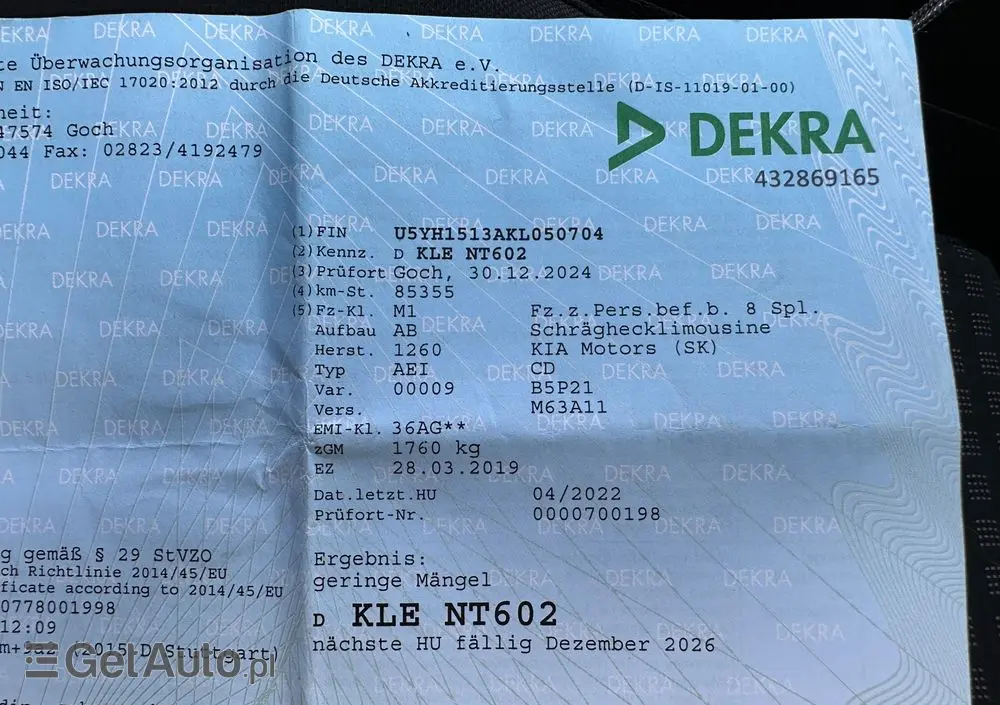 te Überwachungsorganisation des DEKRA e.V.
N EN ISO/IEC 17020:2012 durch die Deutsche Akkreditierungsstelle (D-IS-11019-01-00)
heit:
47574 Goch
044 Fax: 02823/4192479
DEKRA
432869165
(1) FIN U5YH1513AKL050704
(2) Kennz. D KLE NT602
(3) Prüfort Goch, 30.12.2024
(4) km-St. 85355
(5) Fz-Kl. M1 Fz.z.Pers.bef.b. 8 Spl.
Aufbau AB Schräghecklimousine
Herst. 1260 KIA Motors (SK)
Typ AEI CD
Var. 00009 B5P21
Vers. M63A11
EMI-Kl. 36AG**
zGM 1760 kg
EZ 28.03.2019
Dat.letzt.HU 04/2022
Prüfort-Nr. 0000700198
g gemäß § 29 StVZO
ch Richtlinie 2014/45/EU
ficate according to 2014/45/EU
0778001998
12:09
m+9a2 (2015 D Stuttgart)
Ergebnis:
geringe Mängel
D KLE NT602
nächste HU fällig Dezember 2026
GetAuto.pl